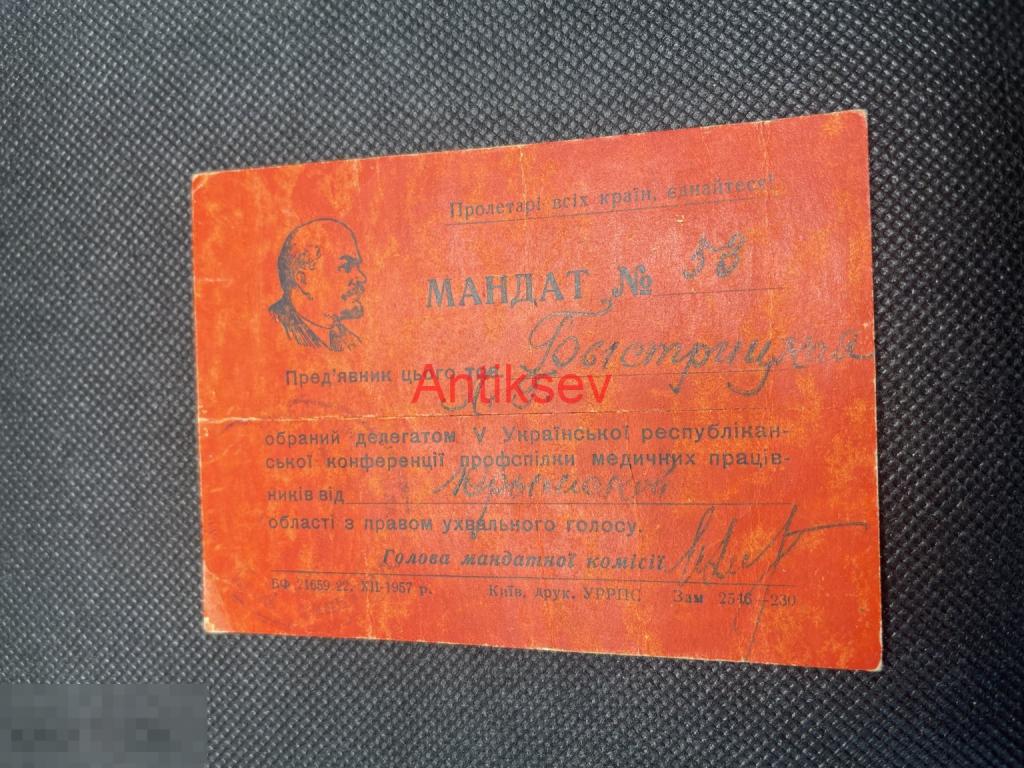 Пролетарі всіх країн, єднайтеся!
МАНДАТ № 53
Пред'явник цього тов. Быстрицкая
Antiksev
обраний делегатом V Української республікан-
ської конференції профспілки медичних праців-
ників від Крымской
області з правом ухвального голосу.
Голова мандатної комісії
БФ 21659 22. XII-1957 р. Київ, друк. УРРПС Зам 2546—230